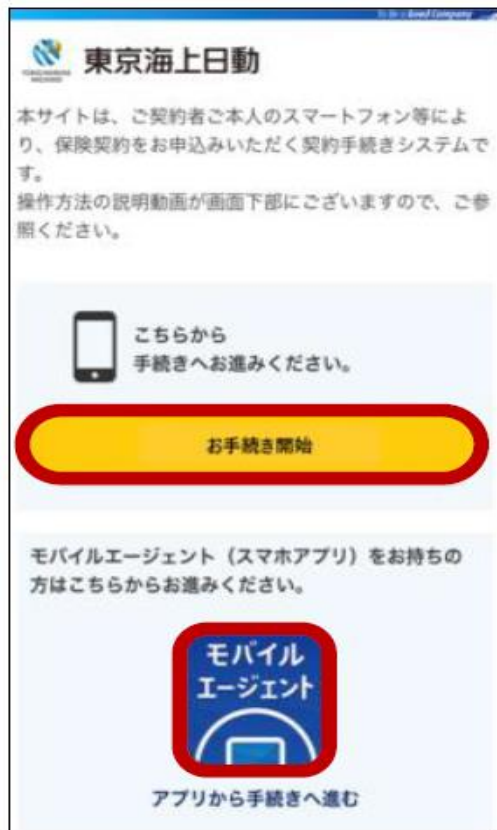 To Be a Good Company
東京海上日動
本サイトは、ご契約者ご本人のスマートフォン等によ
り、保険契約をお申込みいただく契約手続きシステムで
す。
操作方法の説明動画が画面下部にございますので、ご参
照ください。
こちらから
手続きへお進みください。
お手続き開始
モバイルエージェント（スマホアプリ）をお持ちの
方はこちらからお進みください。
モバイル
エージェント
アプリから手続きへ進む